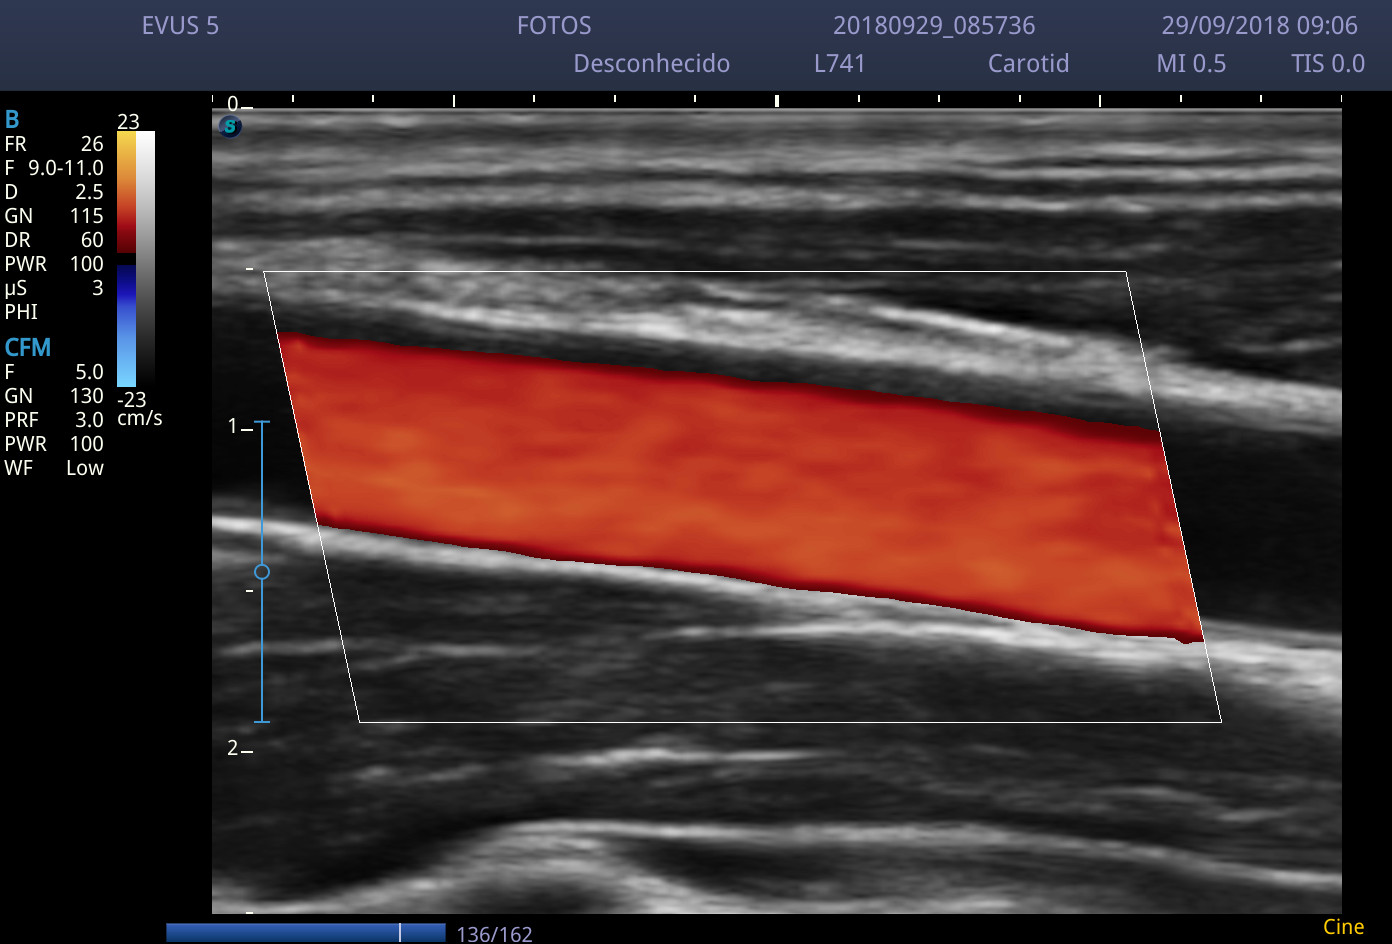 EVUS 5 FOTOS 20180929_085736 29/09/2018 09:06
Desconhecido L741 Carotid MI 0.5 TIS 0.0
B
FR 26
F 9.0-11.0
D 2.5
GN 115
DR 60
PWR 100
µS 3
PHI
CFM
F 5.0
GN 130
PRF 3.0
PWR 100
WF Low
23
-23
cm/s
0
S
1
2
136/162
Cine